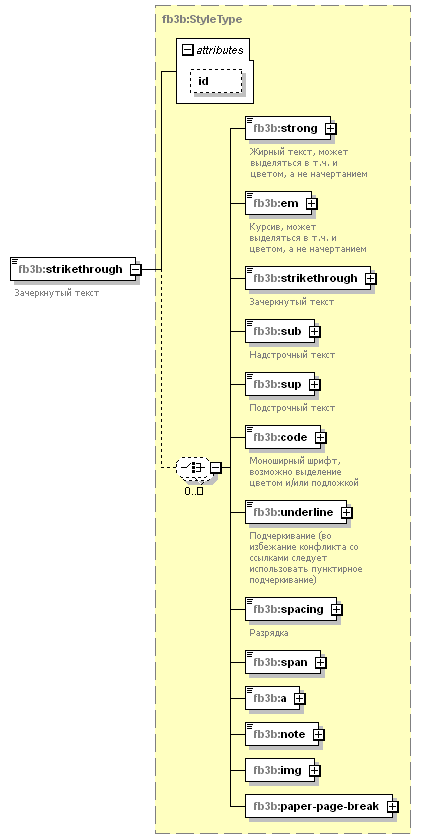 fb3b:StyleType
attributes
id
fb3b:strong
Жирный текст, может
выделяться в т.ч. и
цветом, а не начертанием
fb3b:em
Курсив, может
выделяться в т.ч. и
цветом, а не начертанием
fb3b:strikethrough
Зачеркнутый текст
fb3b:strikethrough
Зачеркнутый текст
fb3b:sub
Надстрочный текст
fb3b:sup
Подстрочный текст
fb3b:code
Моноширный шрифт,
возможно выделение
цветом и/или подложкой
0..
fb3b:underline
Подчеркивание (во
избежание конфликта со
ссылками следует
использовать пунктирное
подчеркивание)
fb3b:spacing
Разрядка
fb3b:span
fb3b:a
fb3b:note
fb3b:img
fb3b:paper-page-break